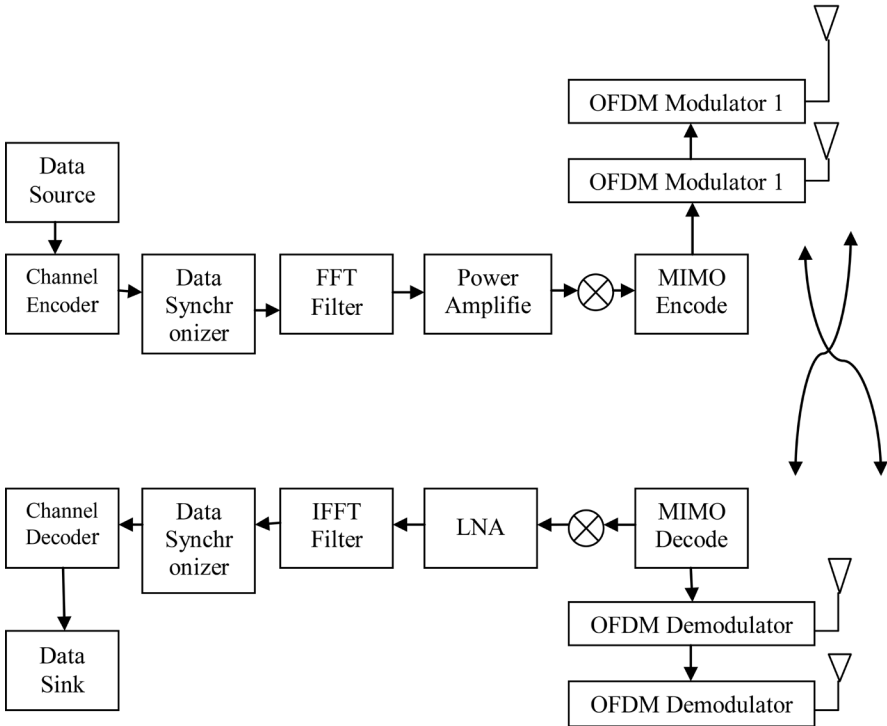 OFDM Modulator 1
OFDM Modulator 1
Data
Source
Channel
Encoder
Data
Synchr
onizer
FFT
Filter
Power
Amplifie
MIMO
Encode
Channel
Decoder
Data
Synchr
onizer
IFFT
Filter
LNA
MIMO
Decode
OFDM Demodulator
Data
Sink
OFDM Demodulator